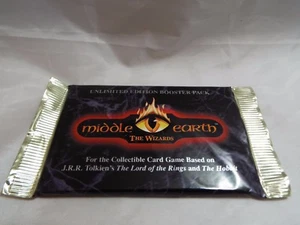 UNLIMITED EDITION BOOSTER PACK
MIDDLE EARTH
THE WIZARDS
For the Collectible Card Game Based on
J.R.R. Tolkien's The Lord of the Rings and The Hobbit